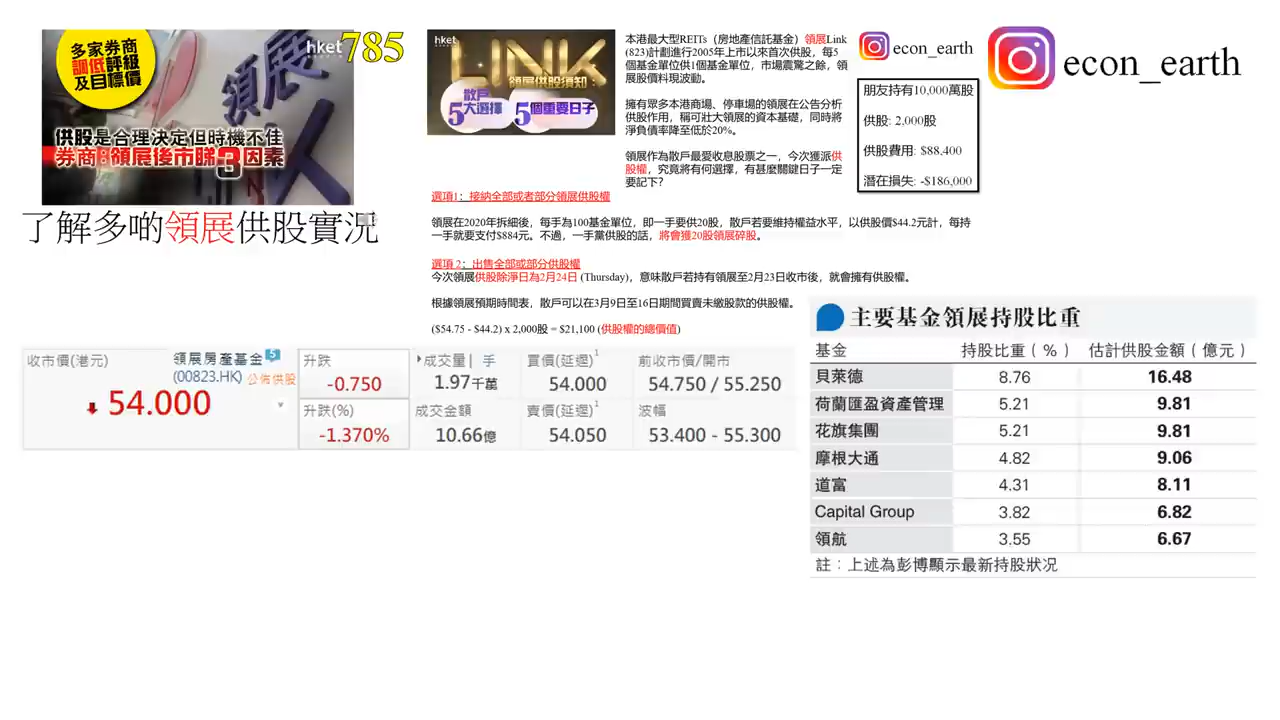 多家券商
調低評級
及目標價
hket
785
領展
供股是合理決定但時機不佳
券商:領展後市睇3因素
了解多啲領展供股實況
hket
LINK
領展供股須知：
散戶
5大選擇
5個重要日子
本港最大型REITs（房地產信託基金）領展Link
(823)計劃進行2005年上市以來首次供股，每5
個基金單位供1個基金單位，市場震驚之餘，領
展股價料現波動。
擁有眾多本港商場、停車場的領展在公告分析
供股作用，稱可壯大領展的資本基礎，同時將
淨負債率降至低於20%。
領展作為散戶最愛收息股票之一，今次獲派供
股權，究竟將有何選擇，有甚麼關鍵日子一定
要記下?
econ_earth
econ_earth
朋友持有10,000萬股
供股: 2,000股
供股費用: $88,400
潛在損失: -$186,000
選項1：接納全部或者部分領展供股權
領展在2020年拆細後，每手為100基金單位，即一手要供20股，散戶若要維持權益水平，以供股價$44.2元計，每持
一手就要支付$884元。不過，一手黨供股的話，將會獲20股領展碎股。
選項 2：出售全部或部分供股權
今次領展供股除淨日為2月24日 (Thursday)，意味散戶若持有領展至2月23日收市後，就會擁有供股權。
根據領展預期時間表，散戶可以在3月9日至16日期間買賣未繳股款的供股權。
($54.75 - $44.2) x 2,000股 = $21,100 (供股權的總價值)
收市價(港元)
領展房產基金 5
(00823.HK) 公佈供股
54.000
升跌
-0.750
升跌(%)
-1.370%
成交量| 手
1.97千萬
成交金額
10.66億
買價(延遲)1
54.000
賣價(延遲)1
54.050
前收市價/開市
54.750 / 55.250
波幅
53.400 - 55.300
主要基金領展持股比重
基金 持股比重（%） 估計供股金額（億元）
貝萊德 8.76 16.48
荷蘭匯盈資產管理 5.21 9.81
花旗集團 5.21 9.81
摩根大通 4.82 9.06
道富 4.31 8.11
Capital Group 3.82 6.82
領航 3.55 6.67
註：上述為彭博顯示最新持股狀況